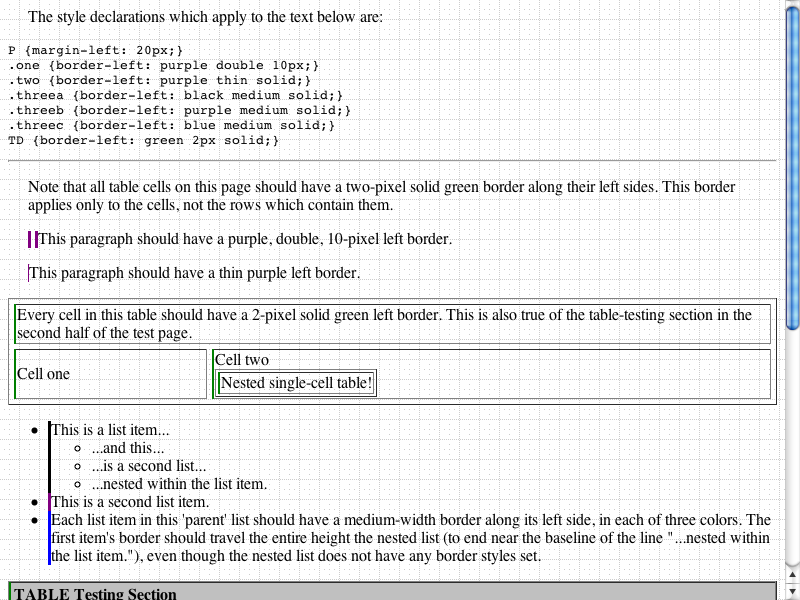 The style declarations which apply to the text below are:
P {margin-left: 20px;}
.one {border-left: purple double 10px;}
.two {border-left: purple thin solid;}
.threea {border-left: black medium solid;}
.threeb {border-left: purple medium solid;}
.threec {border-left: blue medium solid;}
TD {border-left: green 2px solid;}
Note that all table cells on this page should have a two-pixel solid green border along their left sides. This border
applies only to the cells, not the rows which contain them.
This paragraph should have a purple, double, 10-pixel left border.
This paragraph should have a thin purple left border.
Every cell in this table should have a 2-pixel solid green left border. This is also true of the table-testing section in the
second half of the test page.
Cell one
Cell two
Nested single-cell table!
This is a list item...
...and this...
...is a second list...
...nested within the list item.
This is a second list item.
Each list item in this 'parent' list should have a medium-width border along its left side, in each of three colors. The
first item's border should travel the entire height the nested list (to end near the baseline of the line "...nested within
the list item."), even though the nested list does not have any border styles set.
TABLE Testing Section